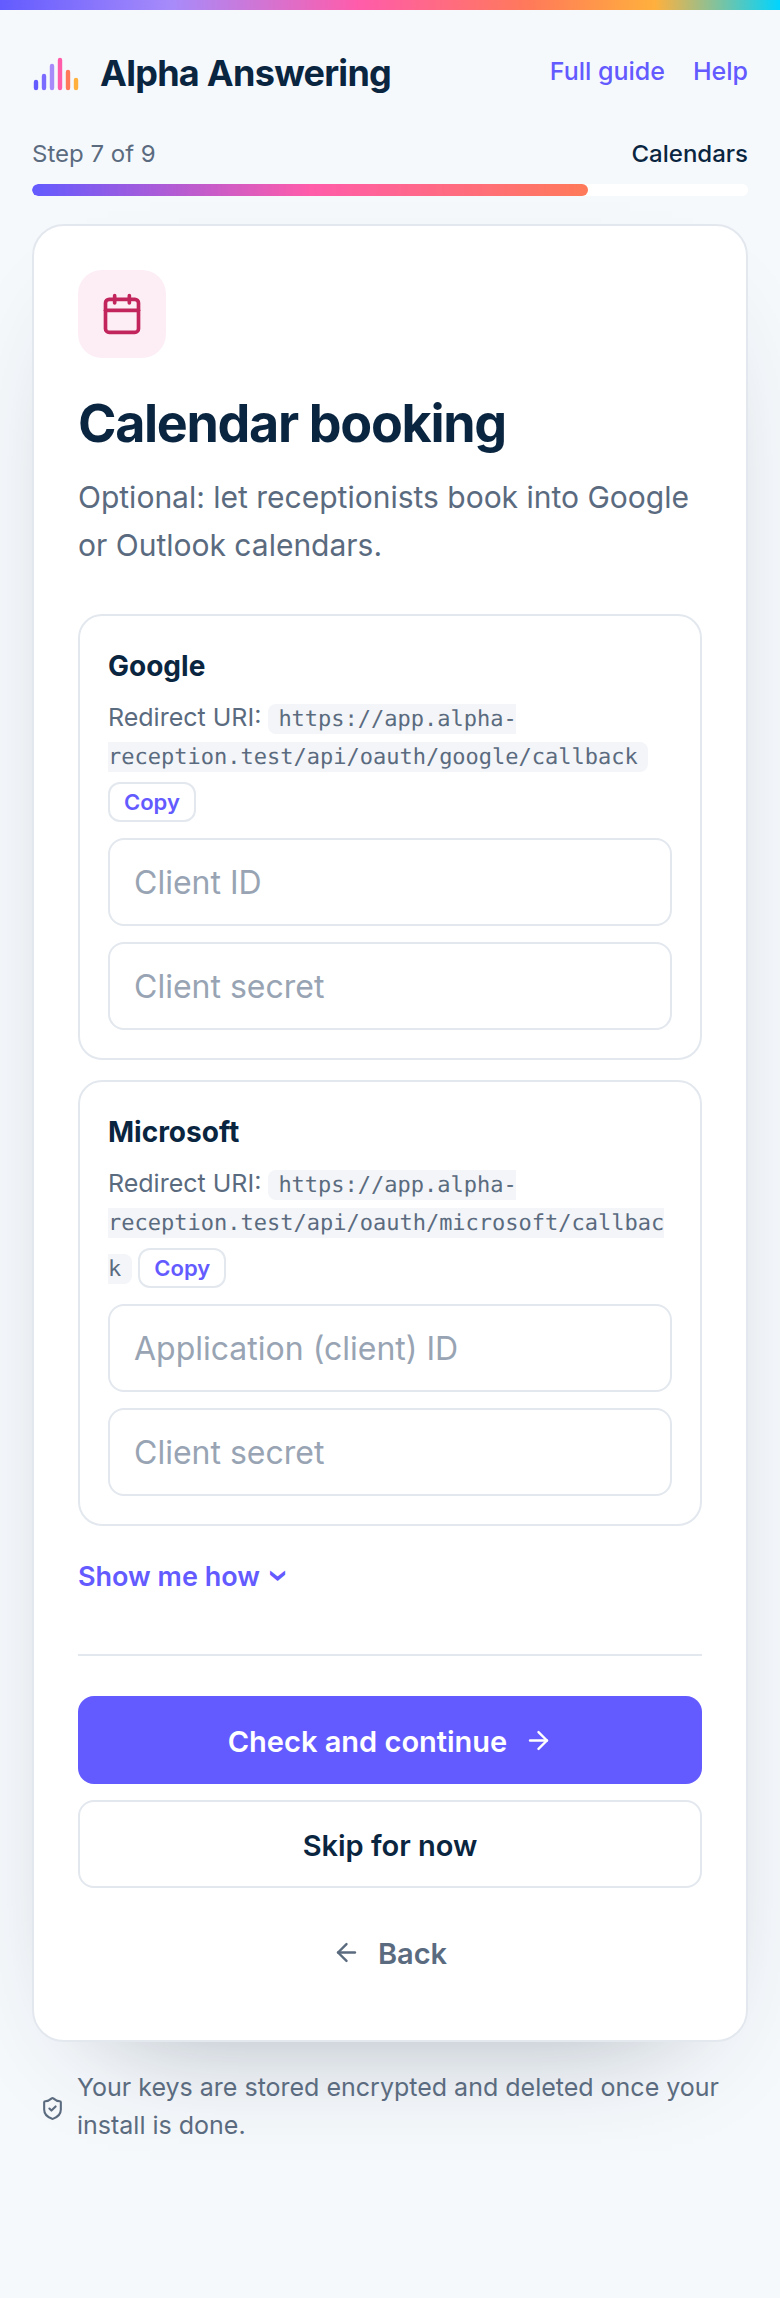 Alpha Answering
Full guide Help
Step 7 of 9
Calendars
Calendar booking
Optional: let receptionists book into Google
or Outlook calendars.
Google
Redirect URI: https://app.alpha-
reception.test/api/oauth/google/callback
Copy
Client ID
Client secret
Microsoft
Redirect URI: https://app.alpha-
reception.test/api/oauth/microsoft/callbac
k Copy
Application (client) ID
Client secret
Show me how
Check and continue
Skip for now
Back
Your keys are stored encrypted and deleted once your
install is done.